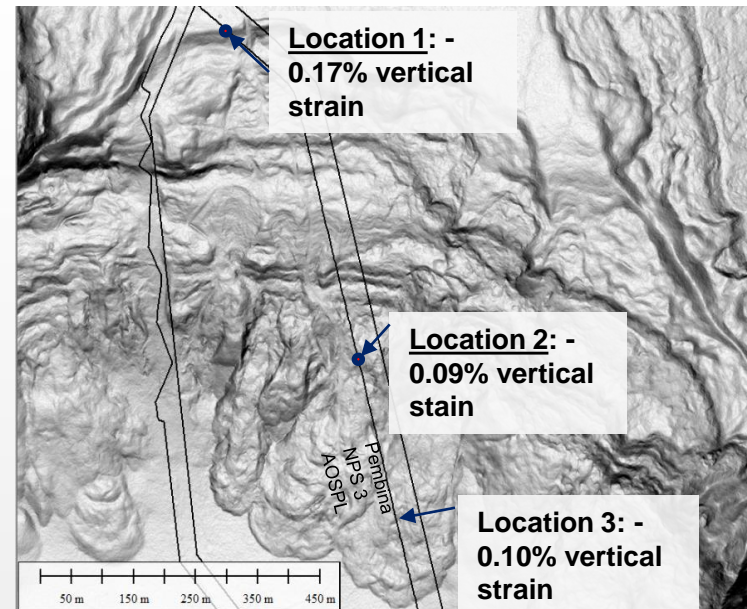 Location 1: -
0.17% vertical
strain
Location 2: -
0.09% vertical
stain
Pembina
NPS 3
AOSPL
Location 3: -
0.10% vertical
strain
50 m 150 m 250 m 350 m 450 m